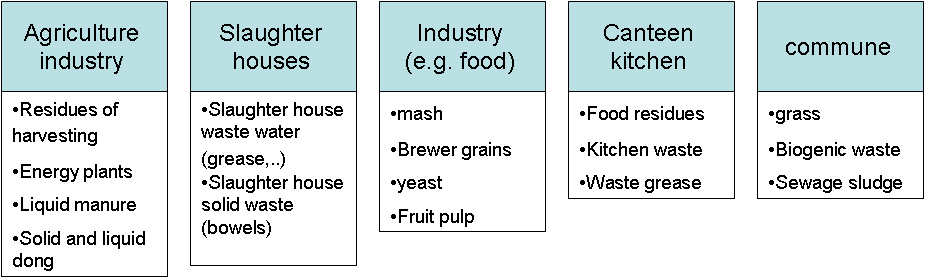 Agriculture
industry
•Residues of
harvesting
•Energy plants
•Liquid manure
•Solid and liquid
dong
Slaughter
houses
•Slaughter house
waste water
(grease,..)
•Slaughter house
solid waste
(bowels)
Industry
(e.g. food)
•mash
•Brewer grains
•yeast
•Fruit pulp
Canteen
kitchen
•Food residues
•Kitchen waste
•Waste grease
commune
•grass
•Biogenic waste
•Sewage sludge